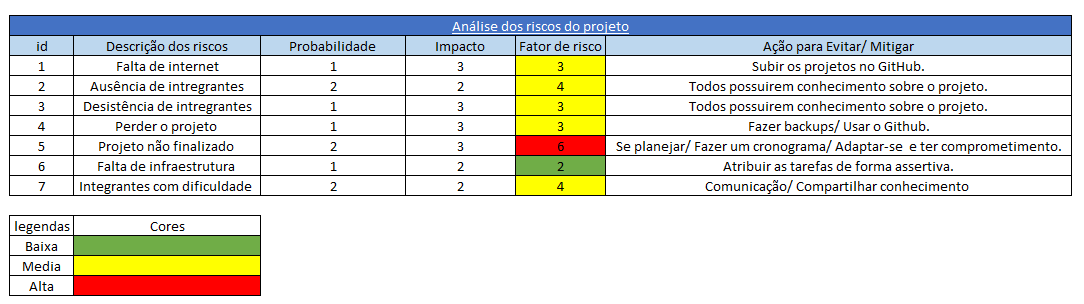 Análise dos riscos do projeto
id Descrição dos riscos Probabilidade Impacto Fator de risco Ação para Evitar/ Mitigar
1 Falta de internet 1 3 3 Subir os projetos no GitHub.
2 Ausência de intregrantes 2 2 4 Todos possuirem conhecimento sobre o projeto.
3 Desistência de intregrantes 1 3 3 Todos possuirem conhecimento sobre o projeto.
4 Perder o projeto 1 3 3 Fazer backups/ Usar o Github.
5 Projeto não finalizado 2 3 6 Se planejar/ Fazer um cronograma/ Adaptar-se e ter comprometimento.
6 Falta de infraestrutura 1 2 2 Atribuir as tarefas de forma assertiva.
7 Integrantes com dificuldade 2 2 4 Comunicação/ Compartilhar conhecimento
legendas Cores
Baixa
Media
Alta